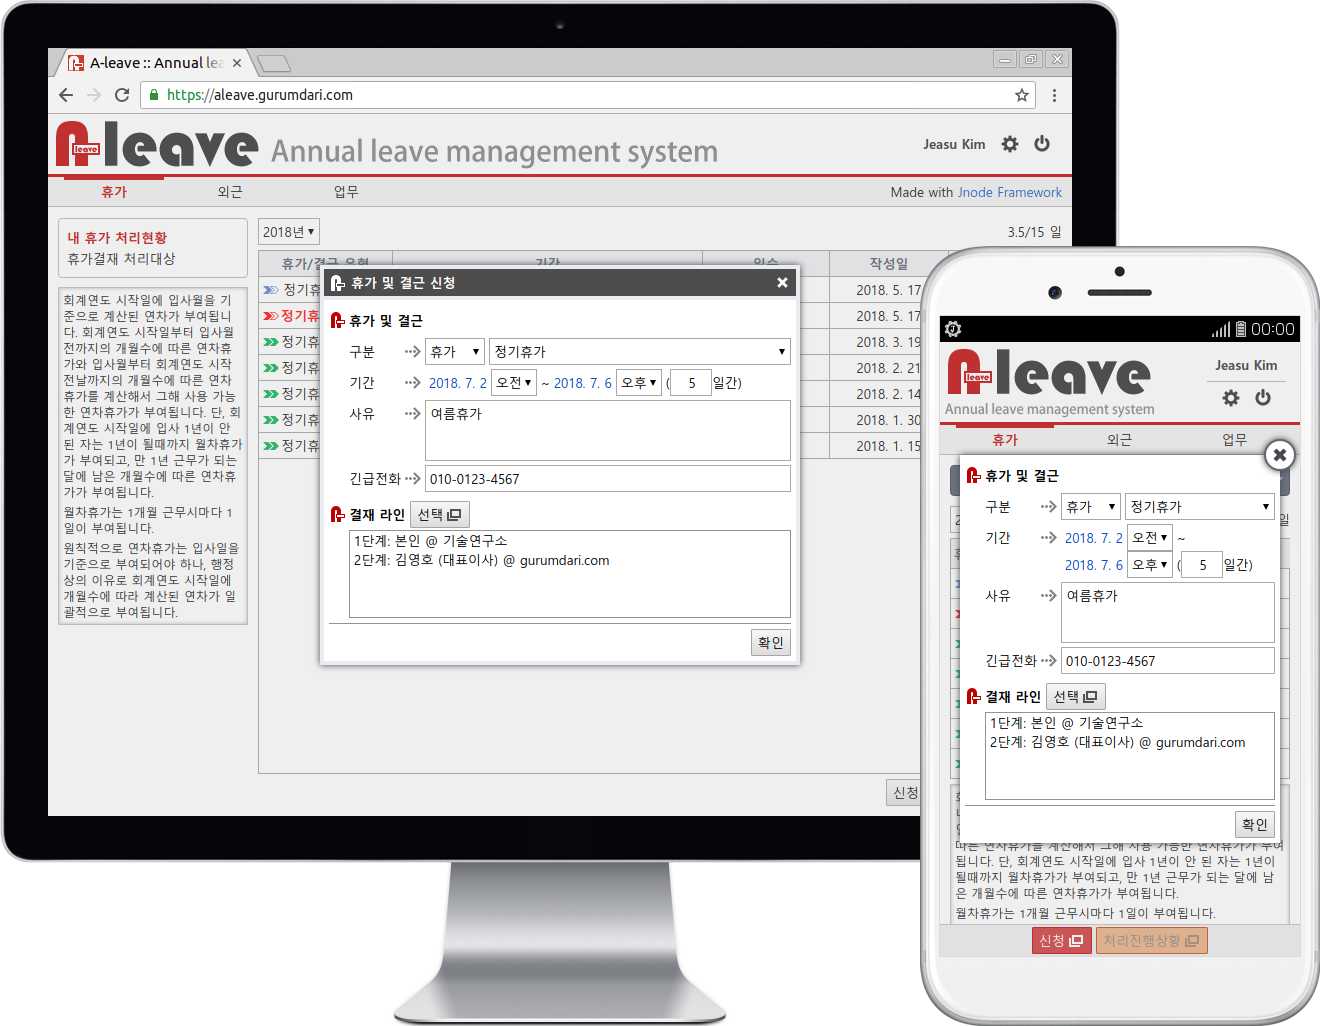 A-leave :: Annual lea
https://aleave.gurumdari.com
A-leave
leave
Annual leave management system
Jeasu Kim
휴가 외근 업무
Made with Jnode Framework
내 휴가 처리현황
휴가결재 처리대상
회계연도 시작일에 입사월을 기
준으로 계산된 연차가 부여됩니
다. 회계연도 시작일부터 입사월
전까지의 개월수에 따른 연차휴
가와 입사월부터 회계연도 시작
전날까지의 개월수에 따른 연차
휴가를 계산해서 그해 사용 가능
한 연차휴가가 부여됩니다. 단, 회
계연도 시작일에 입사 1년이 안
된 자는 1년이 될때까지 월차휴가
가 부여되고, 만 1년 근무가 되는
달에 남은 개월수에 따른 연차휴
가가 부여됩니다.
월차휴가는 1개월 근무시마다 1
일이 부여됩니다.
원칙적으로 연차휴가는 입사일을
기준으로 부여되어야 하나, 행정
상의 이유로 회계연도 시작일에
개월수에 따라 계산된 연차가 일
괄적으로 부여됩니다.
2018년
3.5/15 일
휴가/결근 유형 기간 일수 작성일
정기휴 2018. 5. 17
정기휴 2018. 5. 17
정기휴 2018. 3. 19
정기휴 2018. 2. 21
정기휴 2018. 2. 14
정기휴 2018. 1. 30
정기휴 2018. 1. 15
신청
휴가 및 결근 신청
휴가 및 결근
구분 휴가 정기휴가
기간 2018. 7. 2 오전 ~ 2018. 7. 6 오후 ( 5 일간)
사유 여름휴가
긴급전화 010-0123-4567
결재 라인 선택
1단계: 본인 @ 기술연구소
2단계: 김영호 (대표이사) @ gurumdari.com
확인
00:00
A-leave
leave
Annual leave management system
Jeasu Kim
휴가 외근 업무
휴가 및 결근
구분 휴가 정기휴가
기간 2018. 7. 2 오전 ~
2018. 7. 6 오후 ( 5 일간)
사유 여름휴가
긴급전화 010-0123-4567
결재 라인 선택
1단계: 본인 @ 기술연구소
2단계: 김영호 (대표이사) @ gurumdari.com
확인
따른 연차휴가를 계산해서 그해 사용 가능한 연차휴가가 부여
됩니다. 단, 회계연도 시작일에 입사 1년이 안 된 자는 1년이
될때까지 월차휴가가 부여되고, 만 1년 근무가 되는 달에 남
은 개월수에 따른 연차휴가가 부여됩니다.
월차휴가는 1개월 근무시마다 1일이 부여됩니다.
신청 처리진행상황